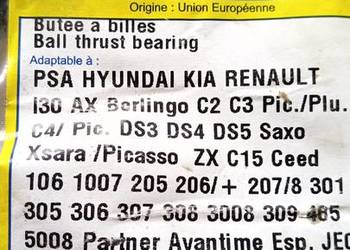 Origine : Union Européenne
Butee a billes
Ball thrust bearing
Adaptable à :
PSA HYUNDAI KIA RENAULT
I30 AX Berlingo C2 C3 Pic./Plu.
C4/ Pic. DS3 DS4 DS5 Saxo
Xsara /Picasso ZX C15 Ceed
106 1007 205 206/+ 207/8 301
305 306 307 308 3008 309 405
5008 Partner Avantime Esp. JEC